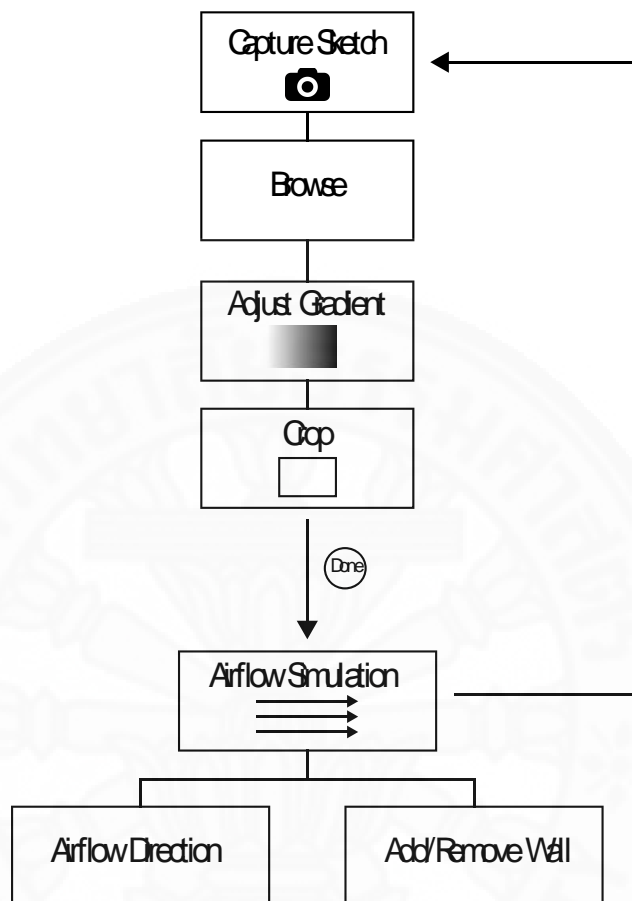 Capture Sketch
Browse
Adjust Gradient
Crop
Done
Airflow Simulation
Airflow Direction
Add/Remove Wall